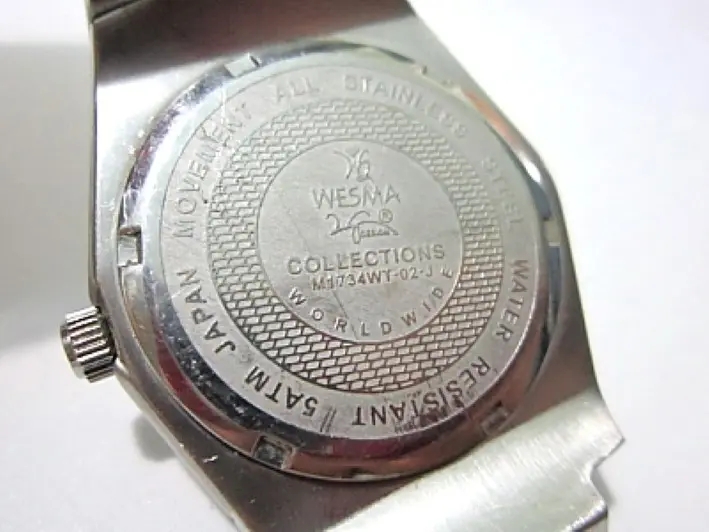 JAPAN MOVEMENT ALL STAINLESS STEEL WATER RESISTANT 5ATM
WESMA
®
COLLECTIONS
M1734WT-02-J
WORLDWIDE